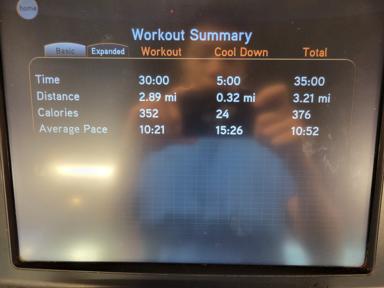 home
Workout Summary
Basic Expanded Workout Cool Down Total
Time 30:00 5:00 35:00
Distance 2.89 mi 0.32 mi 3.21 mi
Calories 352 24 376
Average Pace 10:21 15:26 10:52